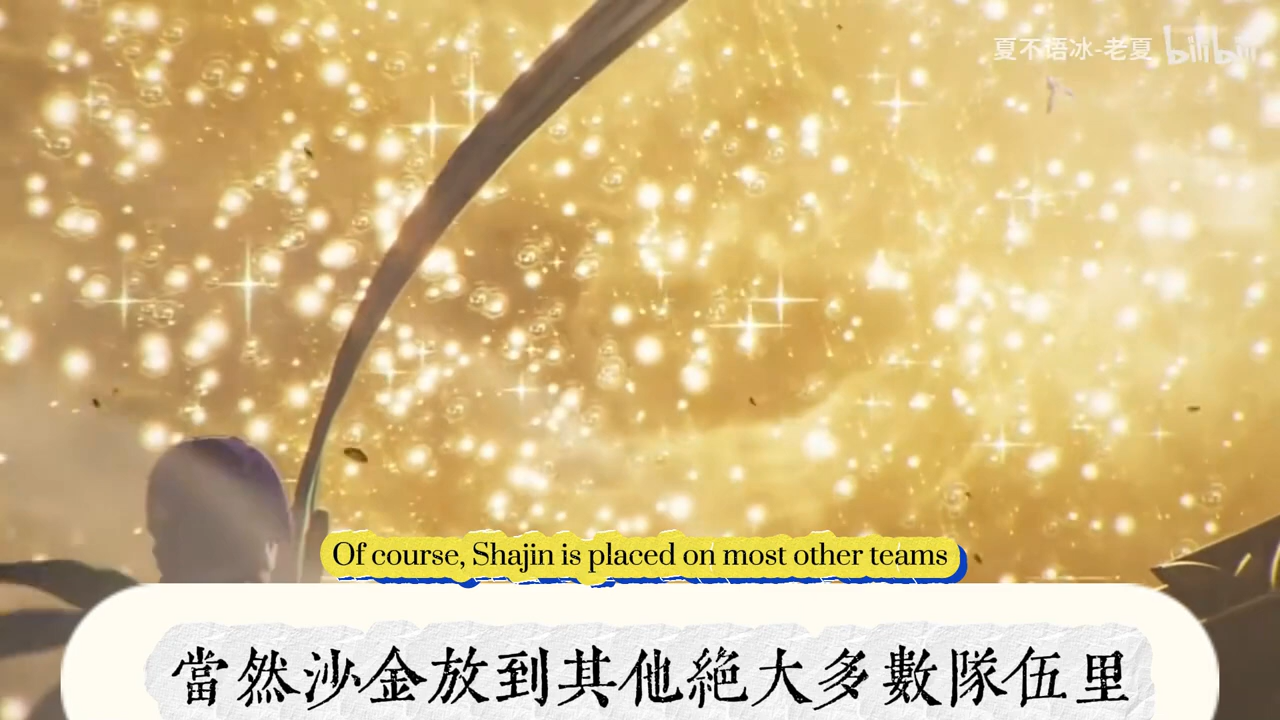 夏不语冰-老夏 bilibili
Of course, Shajin is placed on most other teams
當然沙金放到其他絕大多數隊伍里